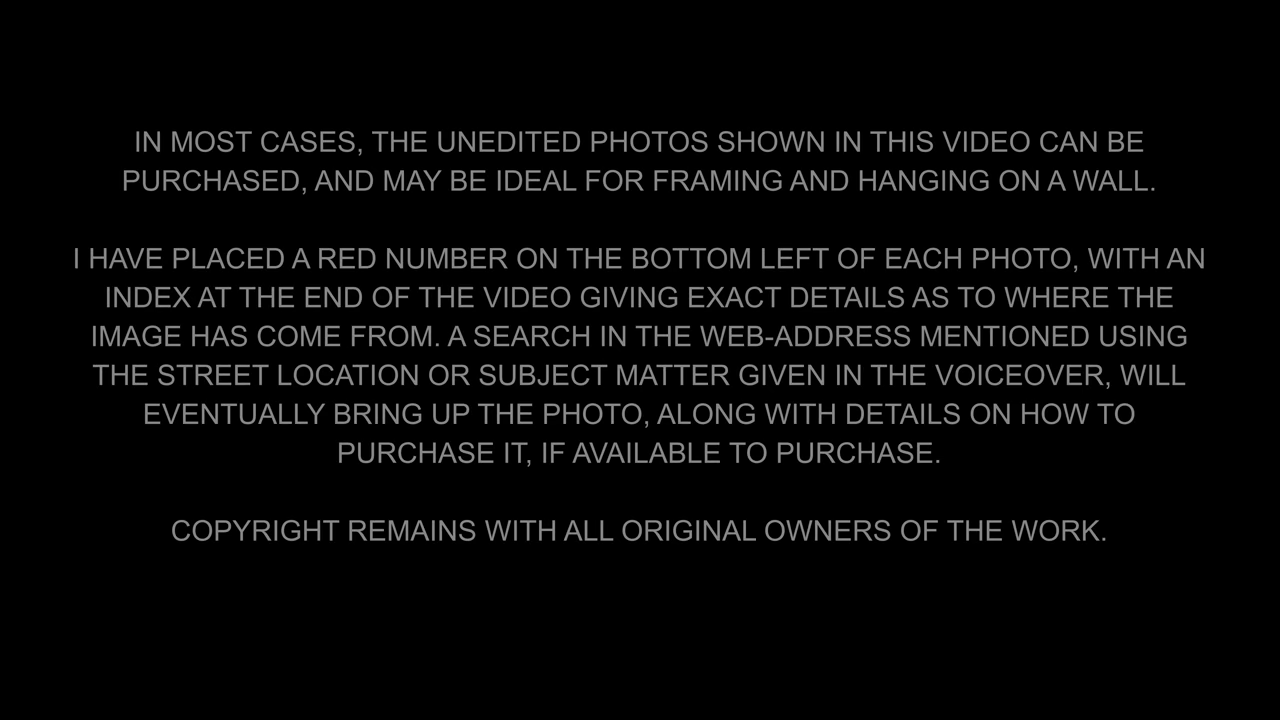 IN MOST CASES, THE UNEDITED PHOTOS SHOWN IN THIS VIDEO CAN BE
PURCHASED, AND MAY BE IDEAL FOR FRAMING AND HANGING ON A WALL.
I HAVE PLACED A RED NUMBER ON THE BOTTOM LEFT OF EACH PHOTO, WITH AN
INDEX AT THE END OF THE VIDEO GIVING EXACT DETAILS AS TO WHERE THE
IMAGE HAS COME FROM. A SEARCH IN THE WEB-ADDRESS MENTIONED USING
THE STREET LOCATION OR SUBJECT MATTER GIVEN IN THE VOICEOVER, WILL
EVENTUALLY BRING UP THE PHOTO, ALONG WITH DETAILS ON HOW TO
PURCHASE IT, IF AVAILABLE TO PURCHASE.
COPYRIGHT REMAINS WITH ALL ORIGINAL OWNERS OF THE WORK.